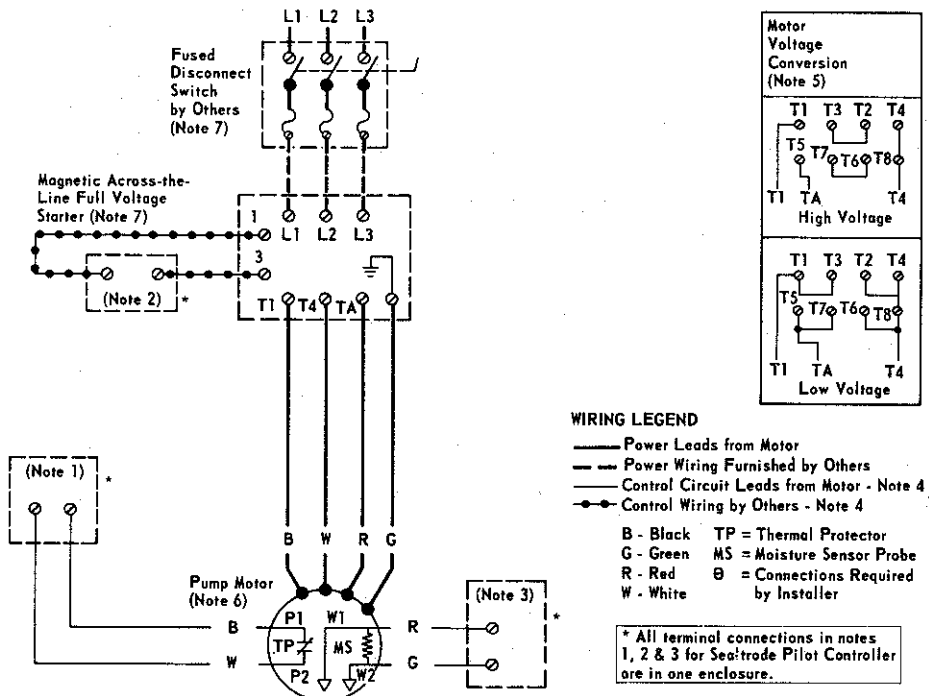 L1 L2 L3
Fused
Disconnect
Switch
by Others
(Note 7)
Magnetic Across-the-
Line Full Voltage
Starter (Note 7)
1
L1 L2 L3
3
(Note 2) *
T1 T4 TA
(Note 1) *
B W R G
Pump Motor
(Note 6)
P1 W1
B TP MS R
W P2 W2 G
(Note 3) *
Motor
Voltage
Conversion
(Note 5)
T1 T3 T2 T4
T5 T7 T6 T8
T1 TA T4
High Voltage
T1 T3 T2 T4
T5 T7 T6 T8
T1 TA T4
Low Voltage
WIRING LEGEND
Power Leads from Motor
Power Wiring Furnished by Others
Control Circuit Leads from Motor - Note 4
Control Wiring by Others - Note 4
B - Black TP = Thermal Protector
G - Green MS = Moisture Sensor Probe
R - Red = Connections Required
W - White by Installer
* All terminal connections in notes
1, 2 & 3 for Sealtrode Pilot Controller
are in one enclosure.